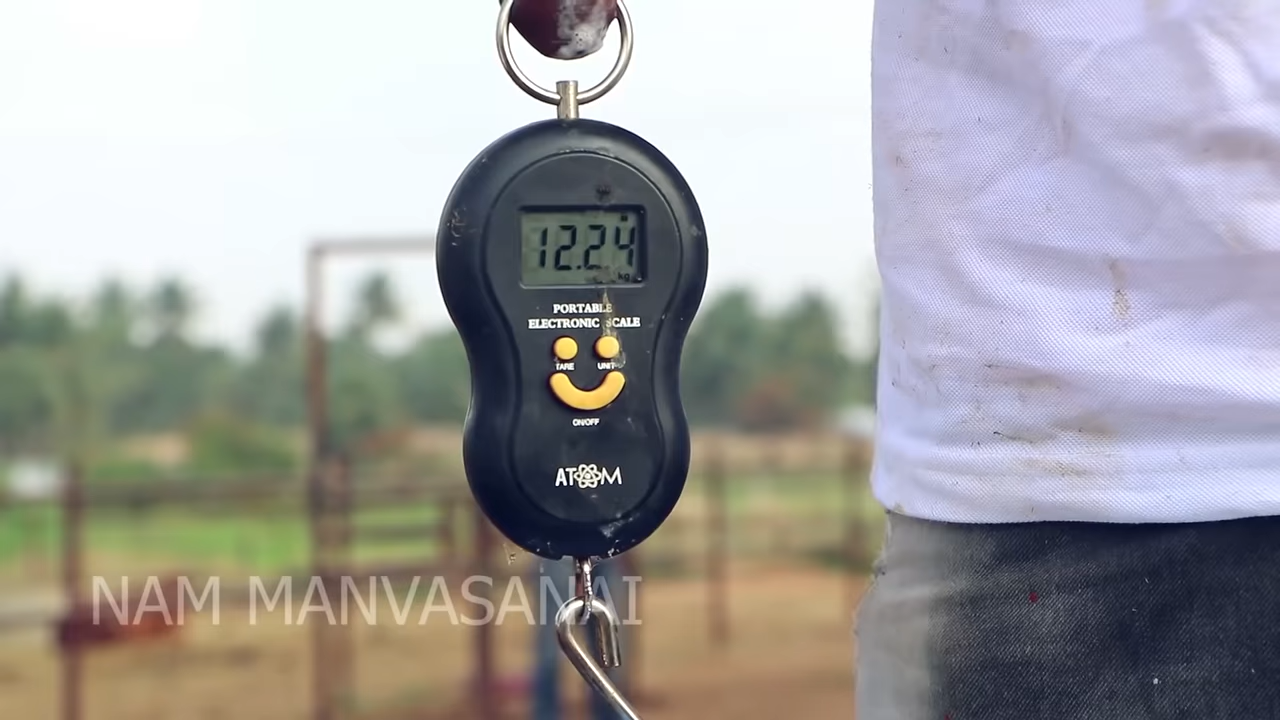 12.24
kg
PORTABLE
ELECTRONIC SCALE
TARE UNIT
ON/OFF
ATOM
NAM MANVASANAI